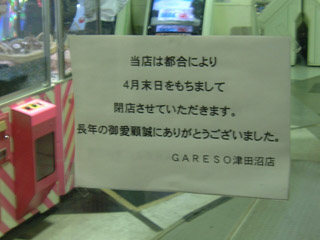 当店は都合により
4月末日をもちまして
閉店させていただきます。
長年の御愛顧誠にありがとうございました。
GARESO津田沼店